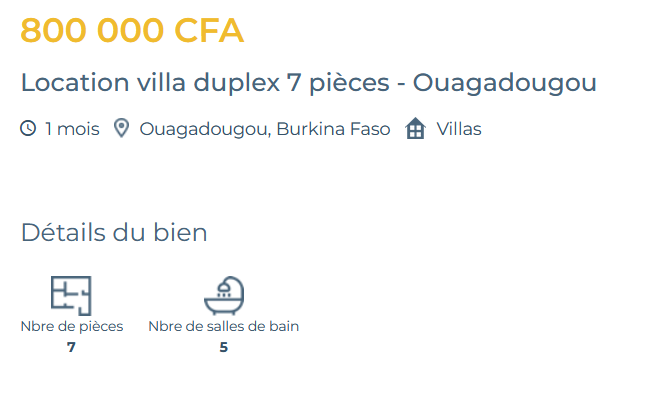 800 000 CFA
Location villa duplex 7 pièces - Ouagadougou
1 mois Ouagadougou, Burkina Faso Villas
Détails du bien
Nbre de pièces Nbre de salles de bain
7 5